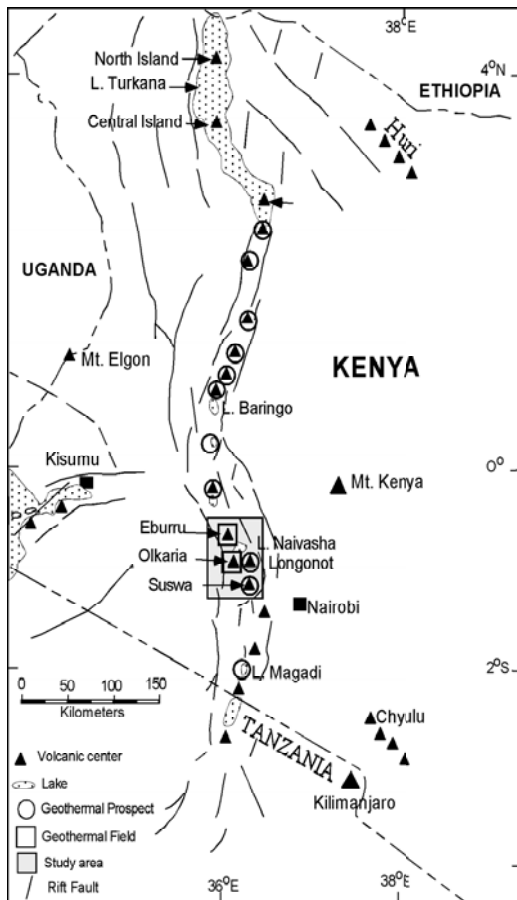 38°E
North Island
4°N
L. Turkana
ETHIOPIA
Central Island
Huri
UGANDA
KENYA
Mt. Elgon
L. Baringo
Kisumu
0°
Mt. Kenya
Eburru
L. Naivasha
Olkaria
Longonot
Suswa
Nairobi
L. Magadi
2°S
0 50 100 150
Kilometers
Chyulu
TANZANIA
Kilimanjaro
Volcanic center
Lake
Geothermal Prospect
Geothermal Field
Study area
Rift Fault
36°E
38°E